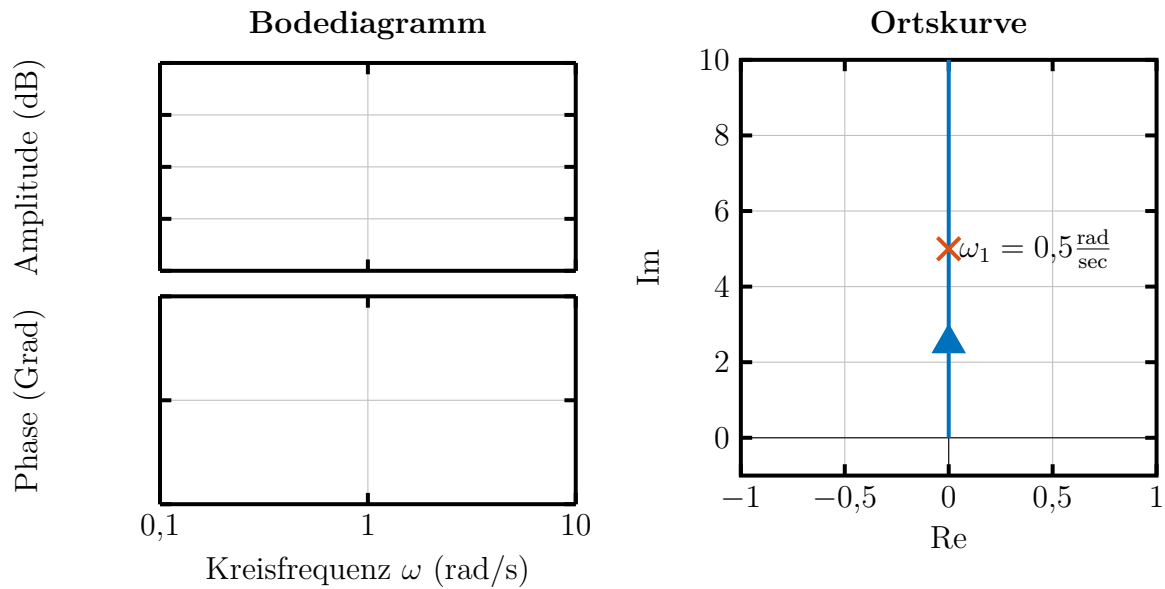 Bodediagramm
Amplitude (dB)
Phase (Grad)
0,1
1
10
Kreisfrequenz ω (rad/s)
Ortskurve
10
8
6
4
2
0
Im
ω₁ = 0,5 rad/sec
−1
−0,5
0
0,5
1
Re